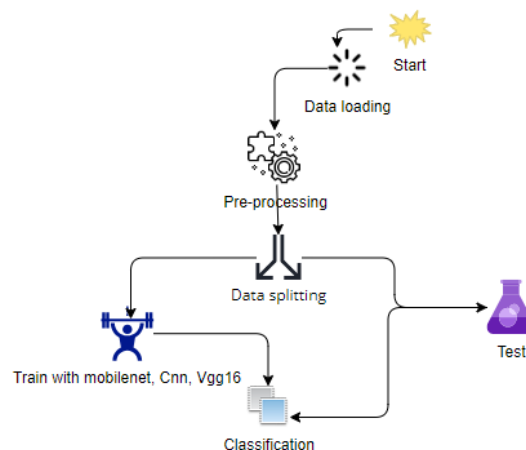 Start
Data loading
Pre-processing
Data splitting
Test
Train with mobilenet, Cnn, Vgg16
Classification